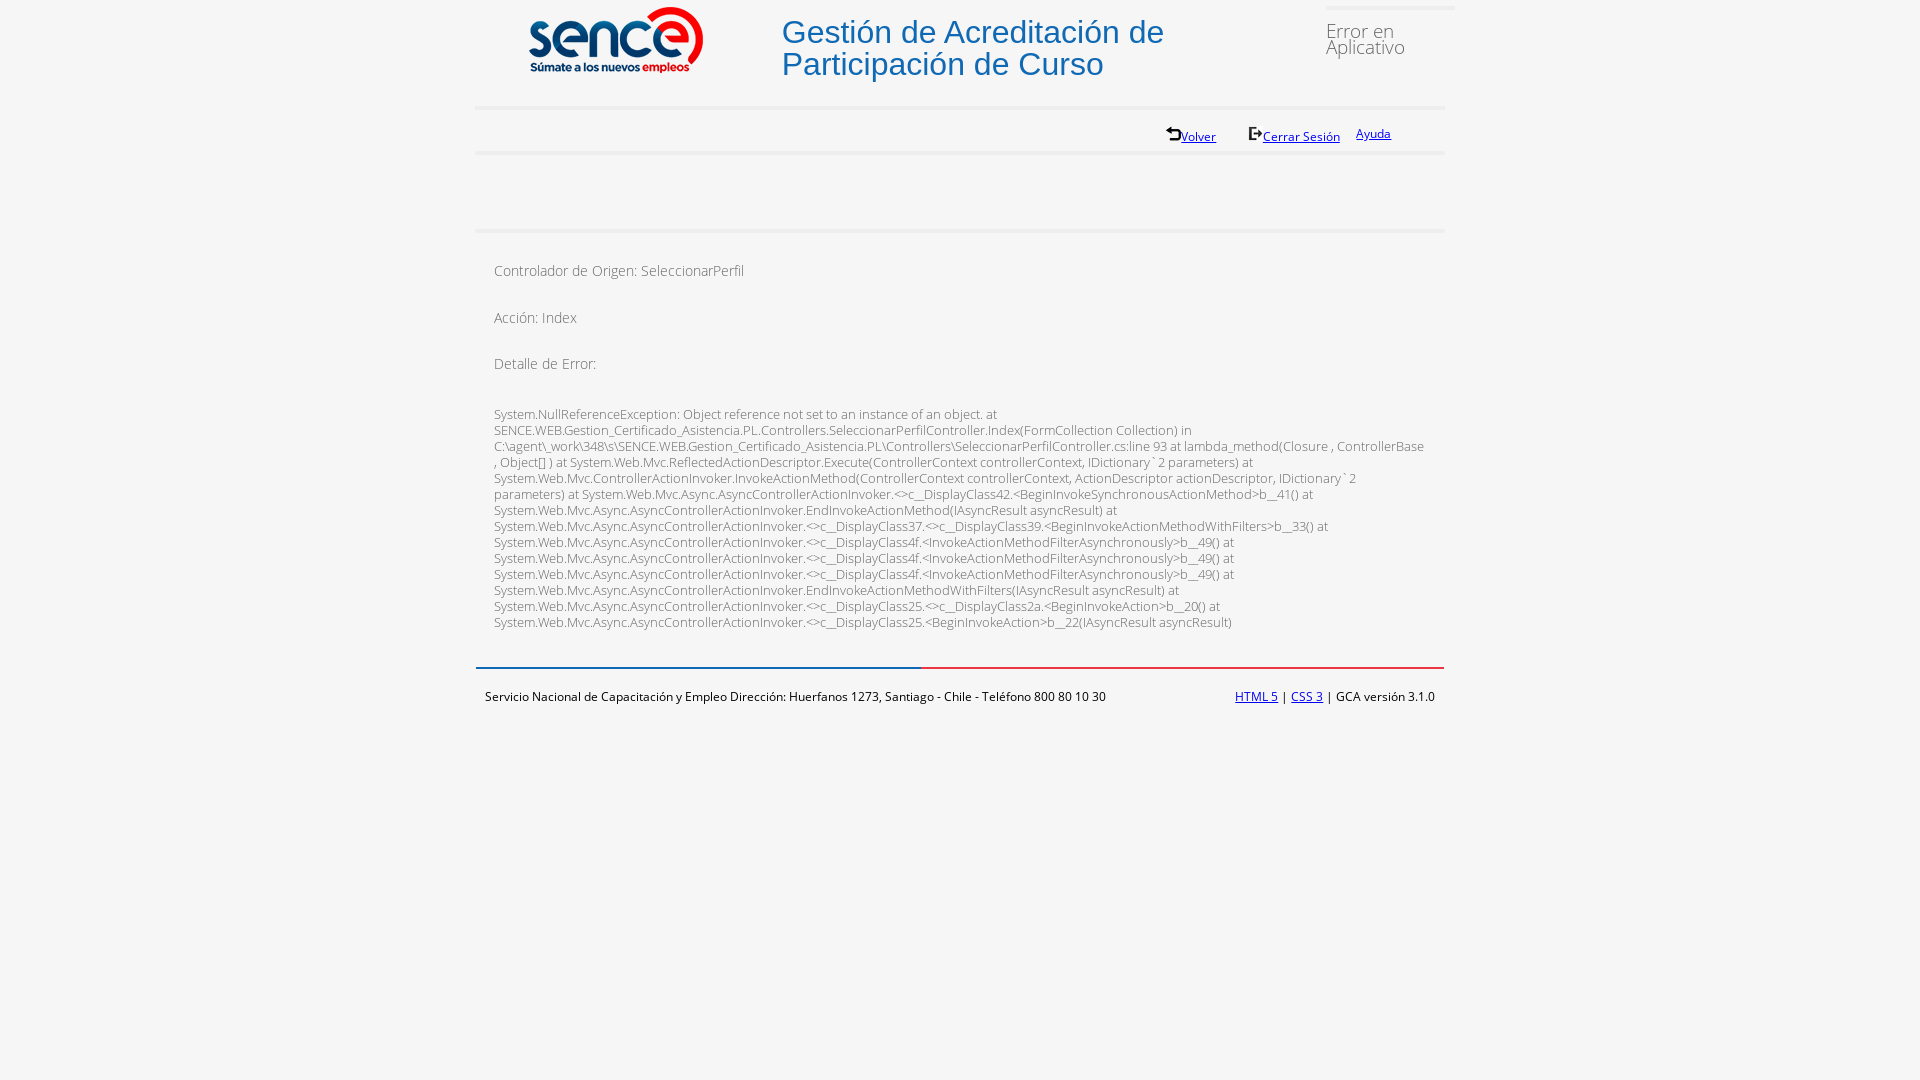 sence
Súmate a los nuevos empleos
Gestión de Acreditación de
Participación de Curso
Error en
Aplicativo
Volver
Cerrar Sesión
Ayuda
Controlador de Origen: SeleccionarPerfil
Acción: Index
Detalle de Error:
System.NullReferenceException: Object reference not set to an instance of an object. at
SENCE.WEB.Gestion_Certificado_Asistencia.PL.Controllers.SeleccionarPerfilController.Index(FormCollection Collection) in
C:\agent\_work\348\s\SENCE.WEB.Gestion_Certificado_Asistencia.PL\Controllers\SeleccionarPerfilController.cs:line 93 at lambda_method(Closure , ControllerBase
, Object[] ) at System.Web.Mvc.ReflectedActionDescriptor.Execute(ControllerContext controllerContext, IDictionary`2 parameters) at
System.Web.Mvc.ControllerActionInvoker.InvokeActionMethod(ControllerContext controllerContext, ActionDescriptor actionDescriptor, IDictionary`2
parameters) at System.Web.Mvc.Async.AsyncControllerActionInvoker.<>c__DisplayClass42.<BeginInvokeSynchronousActionMethod>b__41() at
System.Web.Mvc.Async.AsyncControllerActionInvoker.EndInvokeActionMethod(IAsyncResult asyncResult) at
System.Web.Mvc.Async.AsyncControllerActionInvoker.<>c__DisplayClass37.<>c__DisplayClass39.<BeginInvokeActionMethodWithFilters>b__33() at
System.Web.Mvc.Async.AsyncControllerActionInvoker.<>c__DisplayClass4f.<InvokeActionMethodFilterAsynchronously>b__49() at
System.Web.Mvc.Async.AsyncControllerActionInvoker.<>c__DisplayClass4f.<InvokeActionMethodFilterAsynchronously>b__49() at
System.Web.Mvc.Async.AsyncControllerActionInvoker.<>c__DisplayClass4f.<InvokeActionMethodFilterAsynchronously>b__49() at
System.Web.Mvc.Async.AsyncControllerActionInvoker.EndInvokeActionMethodWithFilters(IAsyncResult asyncResult) at
System.Web.Mvc.Async.AsyncControllerActionInvoker.<>c__DisplayClass25.<>c__DisplayClass2a.<BeginInvokeAction>b__20() at
System.Web.Mvc.Async.AsyncControllerActionInvoker.<>c__DisplayClass25.<BeginInvokeAction>b__22(IAsyncResult asyncResult)
Servicio Nacional de Capacitación y Empleo Dirección: Huerfanos 1273, Santiago - Chile - Teléfono 800 80 10 30
HTML 5 | CSS 3 | GCA versión 3.1.0